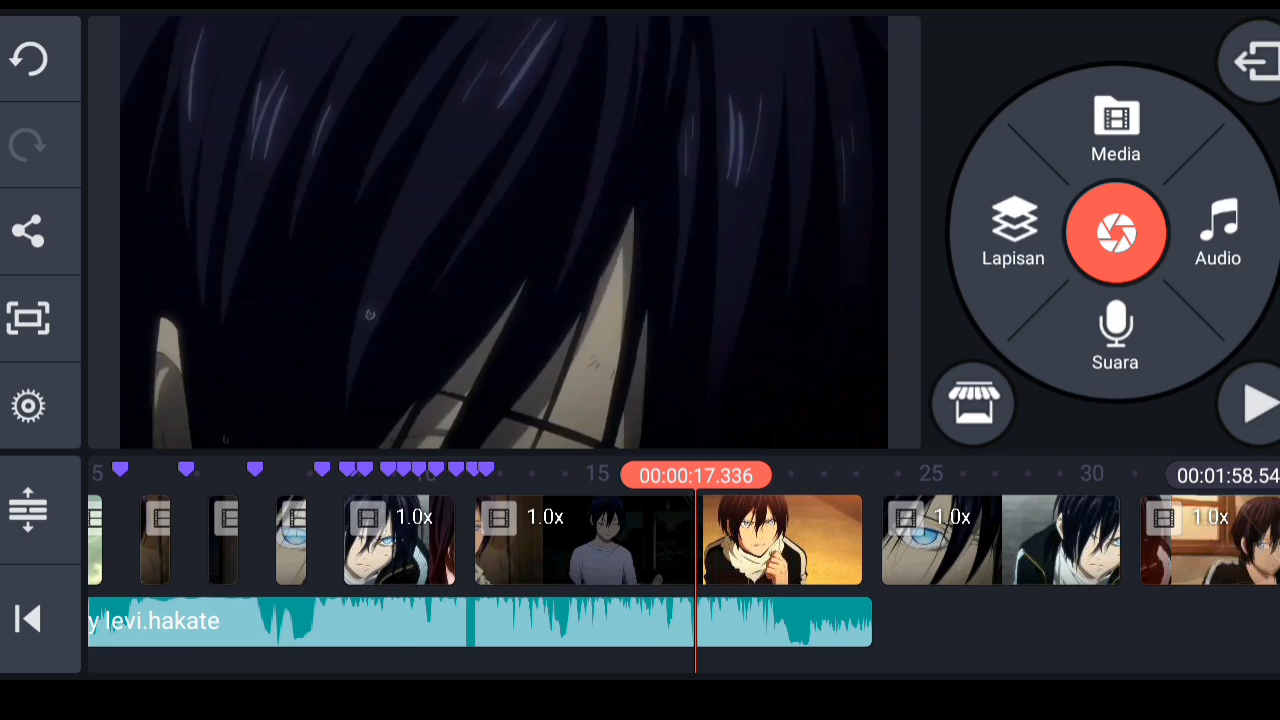 Media
Lapisan
Audio
Suara
5
10
15
00:00:17.336
25
30
00:01:58.54
1.0x
1.0x
1.0x
1.0x
y levi.hakate